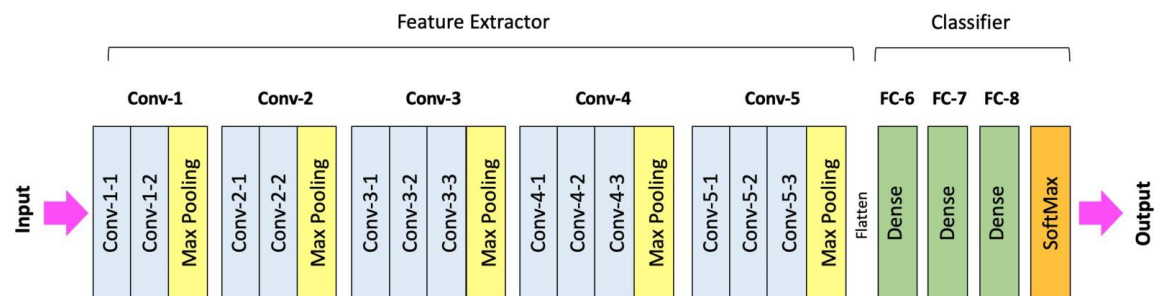 Feature Extractor
Classifier
Conv-1
Conv-2
Conv-3
Conv-4
Conv-5
FC-6
FC-7
FC-8
Input
Conv-1-1
Conv-1-2
Max Pooling
Conv-2-1
Conv-2-2
Max Pooling
Conv-3-1
Conv-3-2
Conv-3-3
Max Pooling
Conv-4-1
Conv-4-2
Conv-4-3
Max Pooling
Conv-5-1
Conv-5-2
Conv-5-3
Max Pooling
Flatten
Dense
Dense
Dense
SoftMax
Output